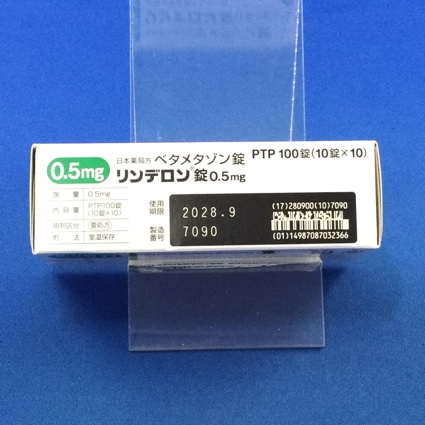 0.5mg
日本薬局方 ベタメタゾン錠 PTP 100錠(10錠×10)
リンデロン®錠0.5mg
含量 0.5mg
内容量 PTP100錠
(10錠×10)
規制区分 (要処方)
貯法 室温保存
使用
期限 2028.9
製造
番号 7090
(17)280900(10)7090
(01)14987087032366